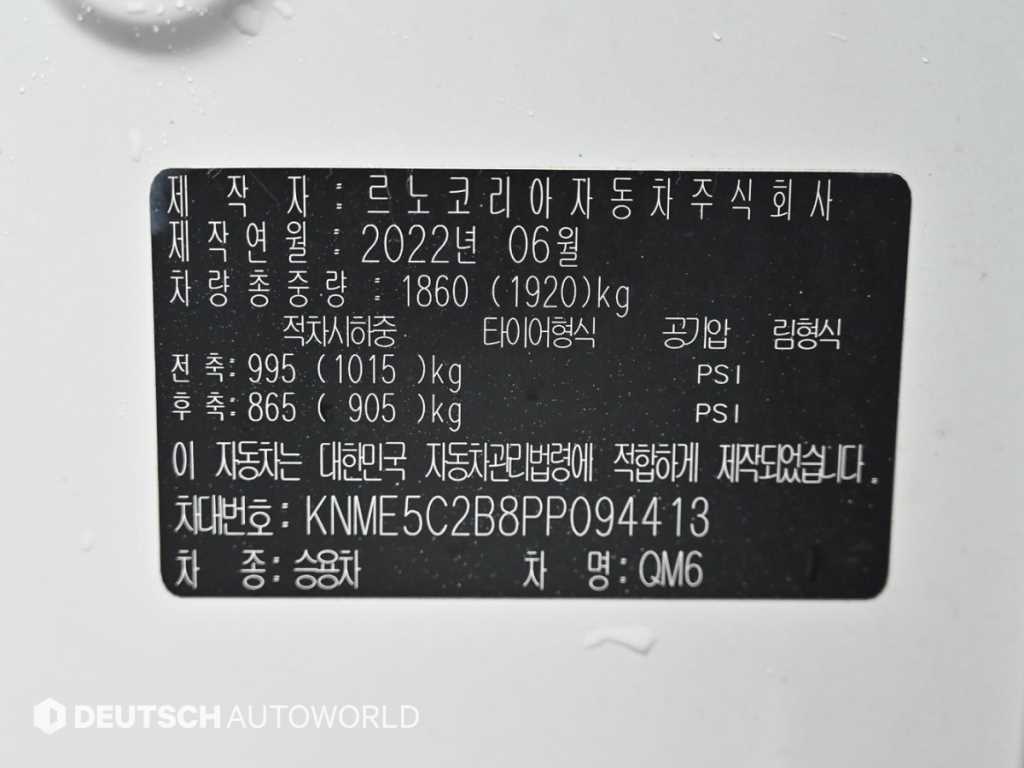 제 작 자 : 르노코리아자동차주식회사
제작연월 : 2022년 06월
차량총중량 : 1860 (1920)kg
적차시하중 타이어형식 공기압 림형식
전축: 995 (1015 )kg PSI
후축: 865 ( 905 )kg PSI
이 자동차는 대한민국 자동차관리법령에 적합하게 제작되었습니다.
차대번호: KNME5C2B8PP094413
차 종: 승용차 차 명: QM6
DEUTSCH AUTOWORLD